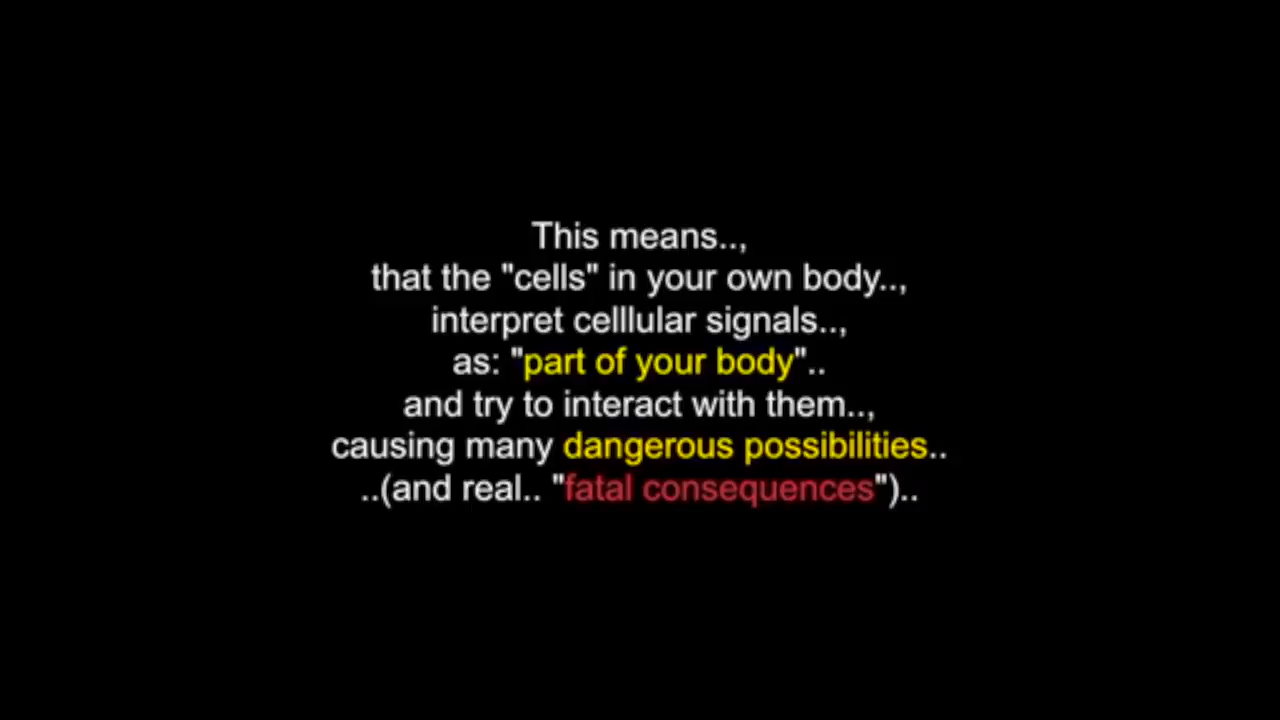 This means..,
that the "cells" in your own body..,
interpret celllular signals..,
as: "part of your body"..
and try to interact with them..,
causing many dangerous possibilities..
..(and real.. "fatal consequences")..